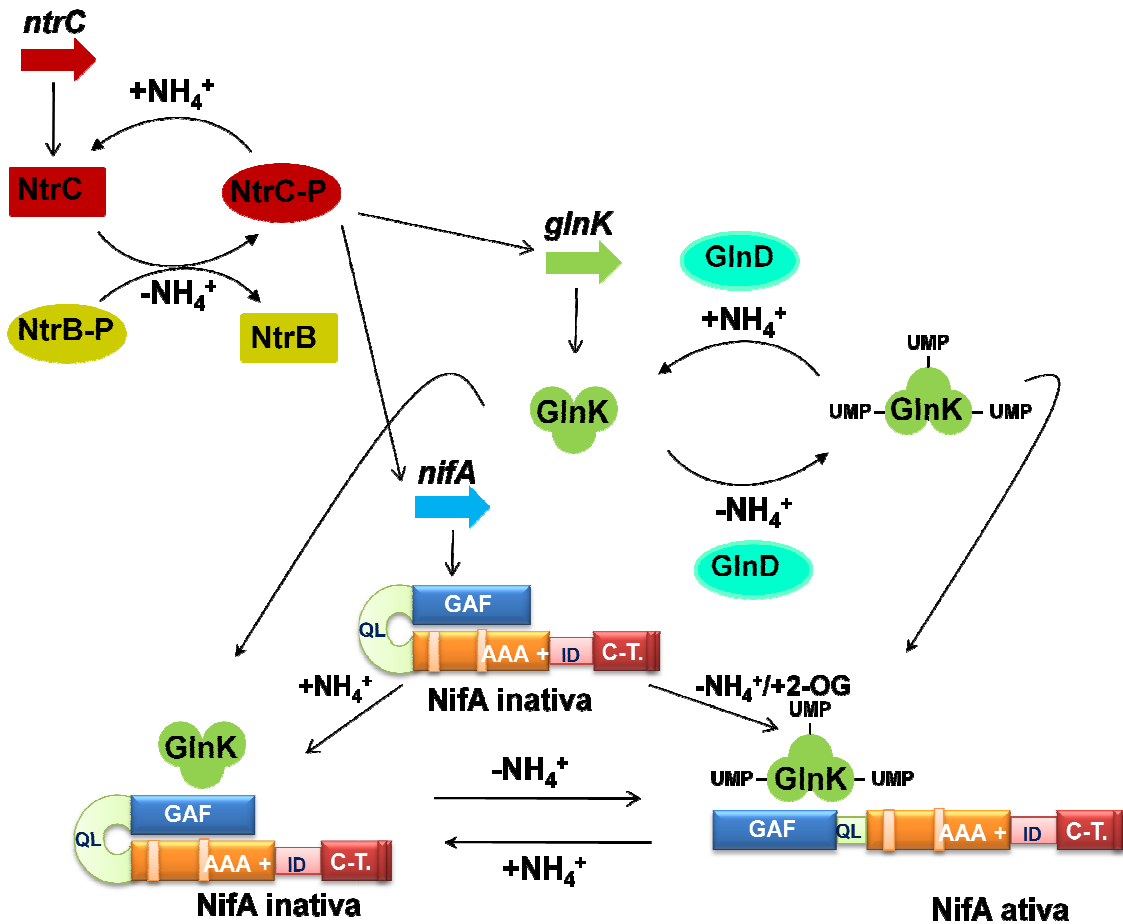 ntrC
+NH₄⁺
NtrC
NtrC-P
glnK
GlnD
-NH₄⁺
NtrB-P
NtrB
+NH₄⁺
UMP
GlnK
UMP GlnK UMP
nifA
-NH₄⁺
GlnD
GAF
QL
AAA + ID C-T.
+NH₄⁺
NifA inativa
-NH₄⁺/+2-OG
UMP
GlnK
UMP GlnK UMP
-NH₄⁺
GAF
QL
AAA + ID C-T.
GAF QL AAA + ID C-T.
+NH₄⁺
NifA inativa
NifA ativa